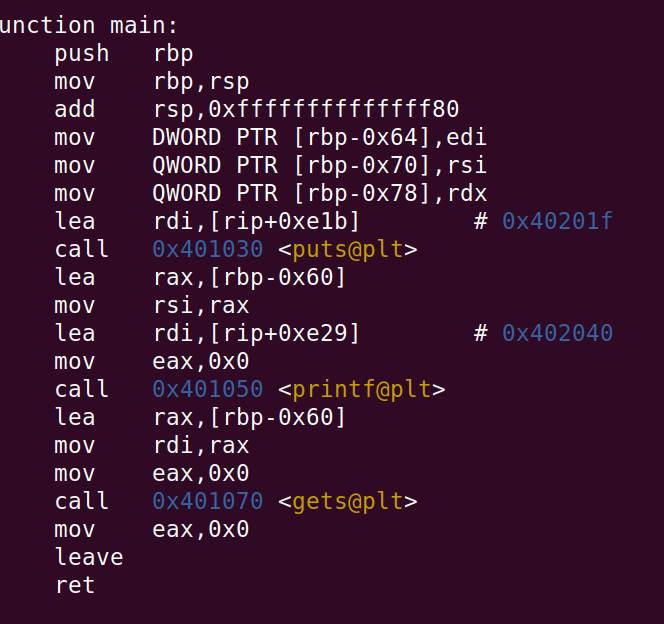 unction main:
push rbp
mov rbp,rsp
add rsp,0xffffffffffffff80
mov DWORD PTR [rbp-0x64],edi
mov QWORD PTR [rbp-0x70],rsi
mov QWORD PTR [rbp-0x78],rdx
lea rdi,[rip+0xe1b] # 0x40201f
call 0x401030 <puts@plt>
lea rax,[rbp-0x60]
mov rsi,rax
lea rdi,[rip+0xe29] # 0x402040
mov eax,0x0
call 0x401050 <printf@plt>
lea rax,[rbp-0x60]
mov rdi,rax
mov eax,0x0
call 0x401070 <gets@plt>
mov eax,0x0
leave
ret